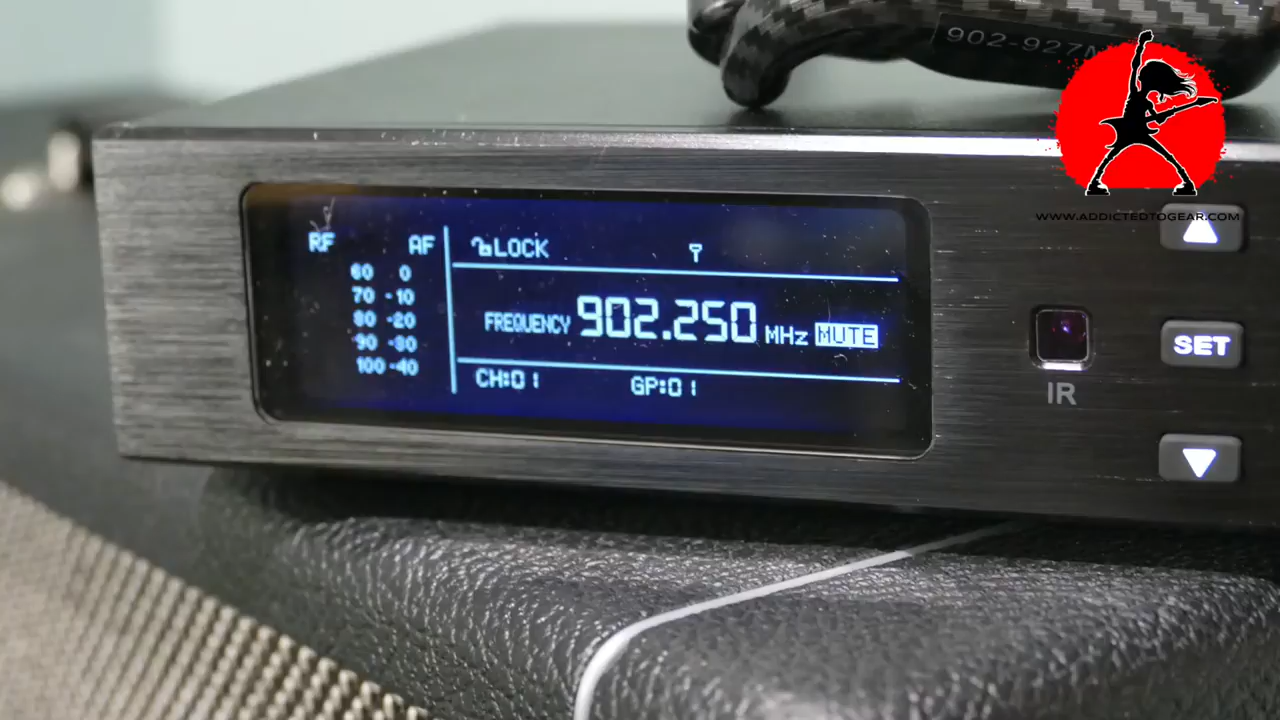 902-927M
WWW.ADDICTEDTOGEAR.COM
RF AF
LOCK
60 0
70 -10
80 -20
90 -30
100 -40
FREQUENCY 902.250 MHz MUTE
CH:01 GP:01
IR
SET